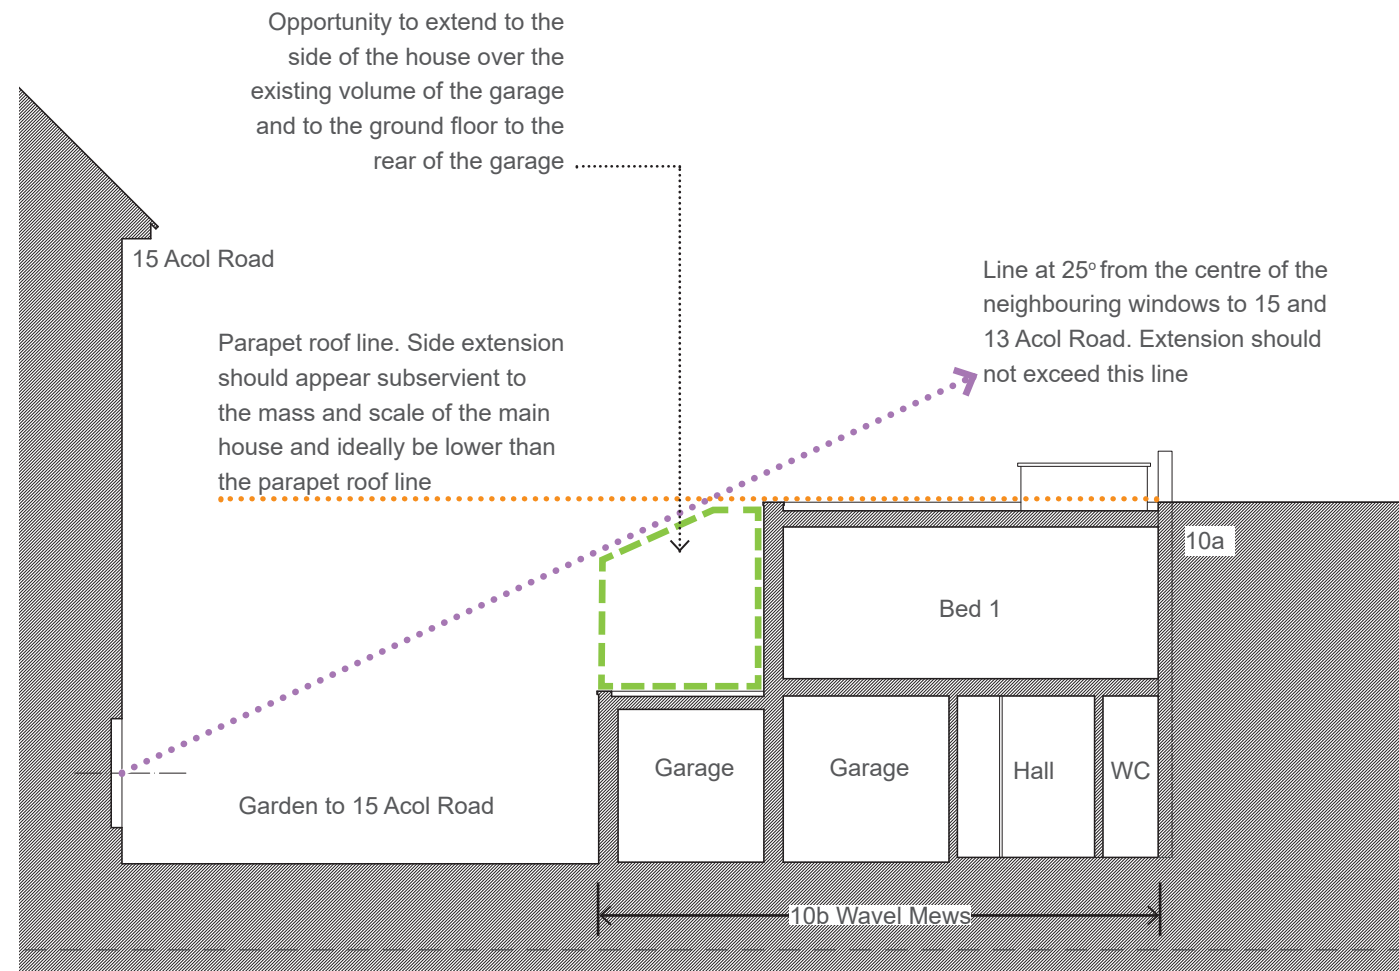 Opportunity to extend to the
side of the house over the
existing volume of the garage
and to the ground floor to the
rear of the garage
15 Acol Road
Line at 25º from the centre of the
neighbouring windows to 15 and
13 Acol Road. Extension should
not exceed this line
Parapet roof line. Side extension
should appear subservient to
the mass and scale of the main
house and ideally be lower than
the parapet roof line
10a
Bed 1
Garage
Garage
Hall
WC
Garden to 15 Acol Road
10b Wavel Mews